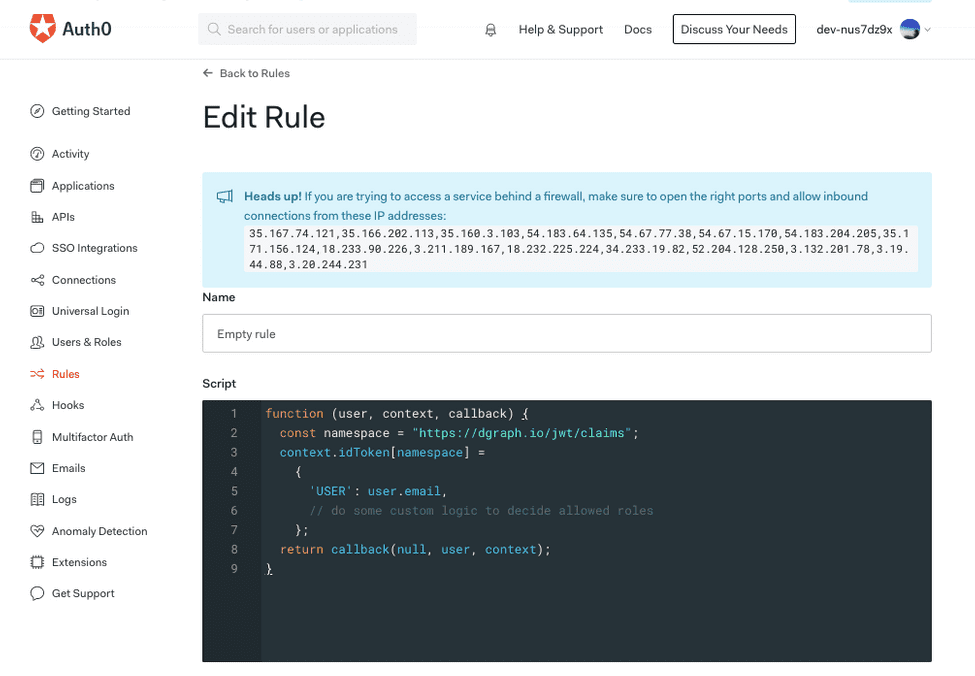 Auth0
Search for users or applications
Help & Support
Docs
Discuss Your Needs
dev-nus7dz9x
Back to Rules
Getting Started
Activity
Applications
APIs
SSO Integrations
Connections
Universal Login
Users & Roles
Rules
Hooks
Multifactor Auth
Emails
Logs
Anomaly Detection
Extensions
Get Support
Edit Rule
Heads up! If you are trying to access a service behind a firewall, make sure to open the right ports and allow inbound
connections from these IP addresses:
35.167.74.121,35.166.202.113,35.160.3.103,54.183.64.135,54.67.77.38,54.67.15.170,54.183.204.205,35.1
71.156.124,18.233.90.226,3.211.189.167,18.232.225.224,34.233.19.82,52.204.128.250,3.132.201.78,3.19.
44.88,3.20.244.231
Name
Empty rule
Script
1 function (user, context, callback) {
2 const namespace = "https://dgraph.io/jwt/claims";
3 context.idToken[namespace] =
4 {
5 'USER': user.email,
6 // do some custom logic to decide allowed roles
7 };
8 return callback(null, user, context);
9 }